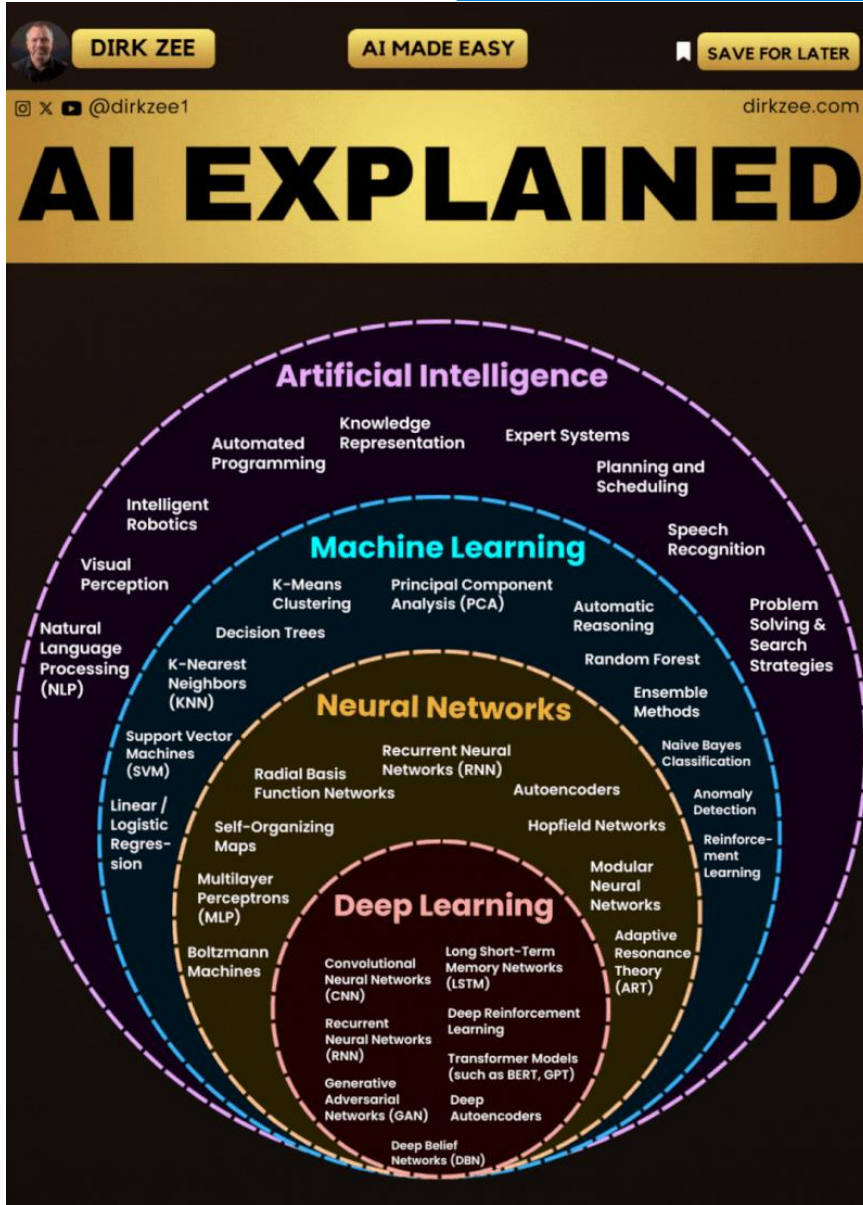 DIRK ZEE
AI MADE EASY
SAVE FOR LATER
@dirkzee1
dirkzee.com
AI EXPLAINED
Artificial Intelligence
Natural
Language
Processing
(NLP)
Visual
Perception
Intelligent
Robotics
Automated
Programming
Knowledge
Representation
Expert Systems
Planning and
Scheduling
Speech
Recognition
Problem
Solving &
Search
Strategies
Machine Learning
Linear /
Logistic
Regres-
sion
Support Vector
Machines
(SVM)
K-Nearest
Neighbors
(KNN)
Decision Trees
K-Means
Clustering
Principal Component
Analysis (PCA)
Automatic
Reasoning
Random Forest
Ensemble
Methods
Naive Bayes
Classification
Anomaly
Detection
Reinforce-
ment
Learning
Neural Networks
Boltzmann
Machines
Multilayer
Perceptrons
(MLP)
Self-Organizing
Maps
Radial Basis
Function Networks
Recurrent Neural
Networks (RNN)
Autoencoders
Hopfield Networks
Modular
Neural
Networks
Adaptive
Resonance
Theory
(ART)
Deep Learning
Convolutional
Neural Networks
(CNN)
Recurrent
Neural Networks
(RNN)
Generative
Adversarial
Networks (GAN)
Long Short-Term
Memory Networks
(LSTM)
Deep Reinforcement
Learning
Transformer Models
(such as BERT, GPT)
Deep
Autoencoders
Deep Belief
Networks (DBN)